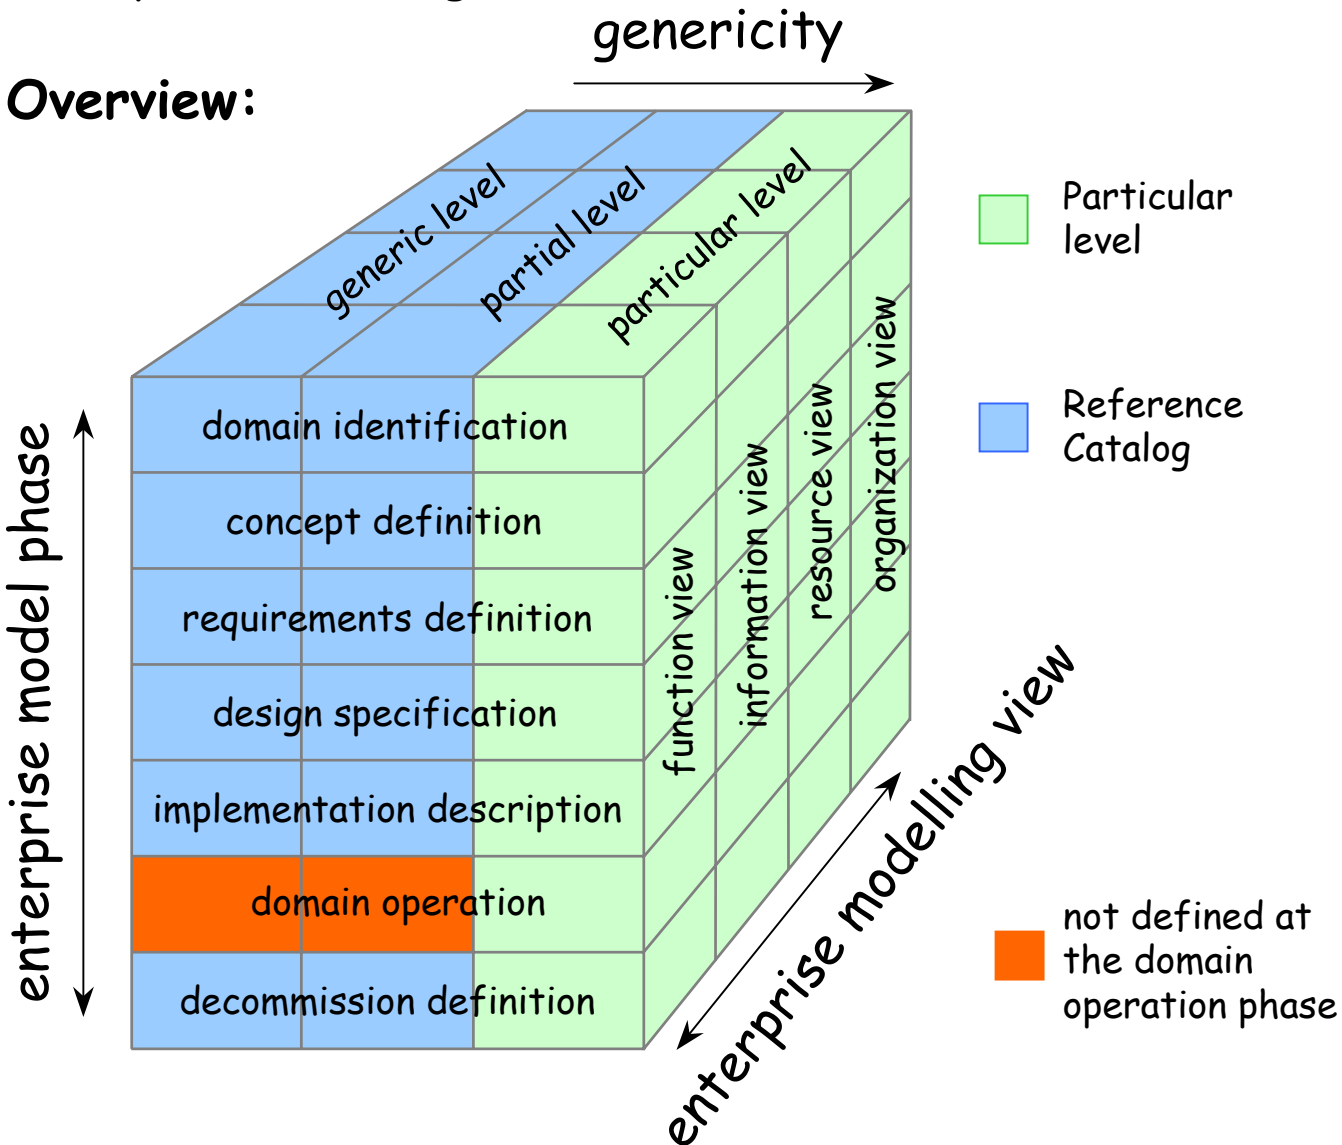 genericity
Overview:
generic level
partial level
particular level
Particular
level
Reference
Catalog
enterprise model phase
domain identification
concept definition
requirements definition
design specification
implementation description
domain operation
decommission definition
function view
information view
resource view
organization view
enterprise modelling view
not defined at
the domain
operation phase